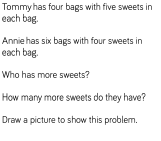 Tommy has four bags with five sweets in
each bag.
Annie has six bags with four sweets in
each bag.
Who has more sweets?
How many more sweets do they have?
Draw a picture to show this problem.